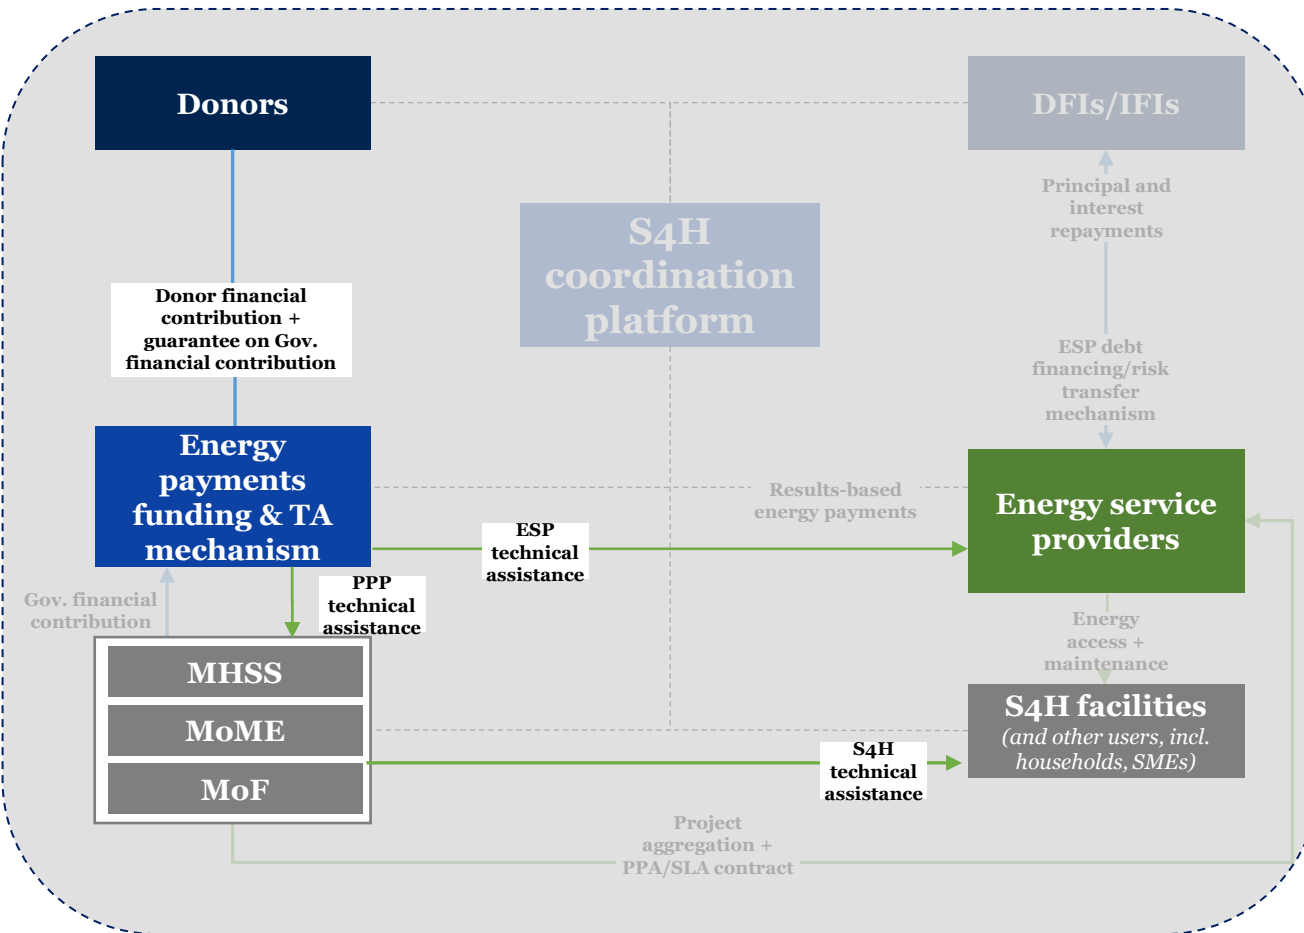 Donors
DFIs/IFIs
Principal and
interest
repayments
S4H
coordination
platform
Donor financial
contribution +
guarantee on Gov.
financial contribution
ESP debt
financing/risk
transfer
mechanism
Energy
payments
funding & TA
mechanism
Results-based
energy payments
Energy service
providers
ESP
technical
assistance
PPP
technical
assistance
Gov. financial
contribution
Energy
access +
maintenance
MHSS
MoME
MoF
S4H facilities
(and other users, incl.
households, SMEs)
S4H
technical
assistance
Project
aggregation +
PPA/SLA contract